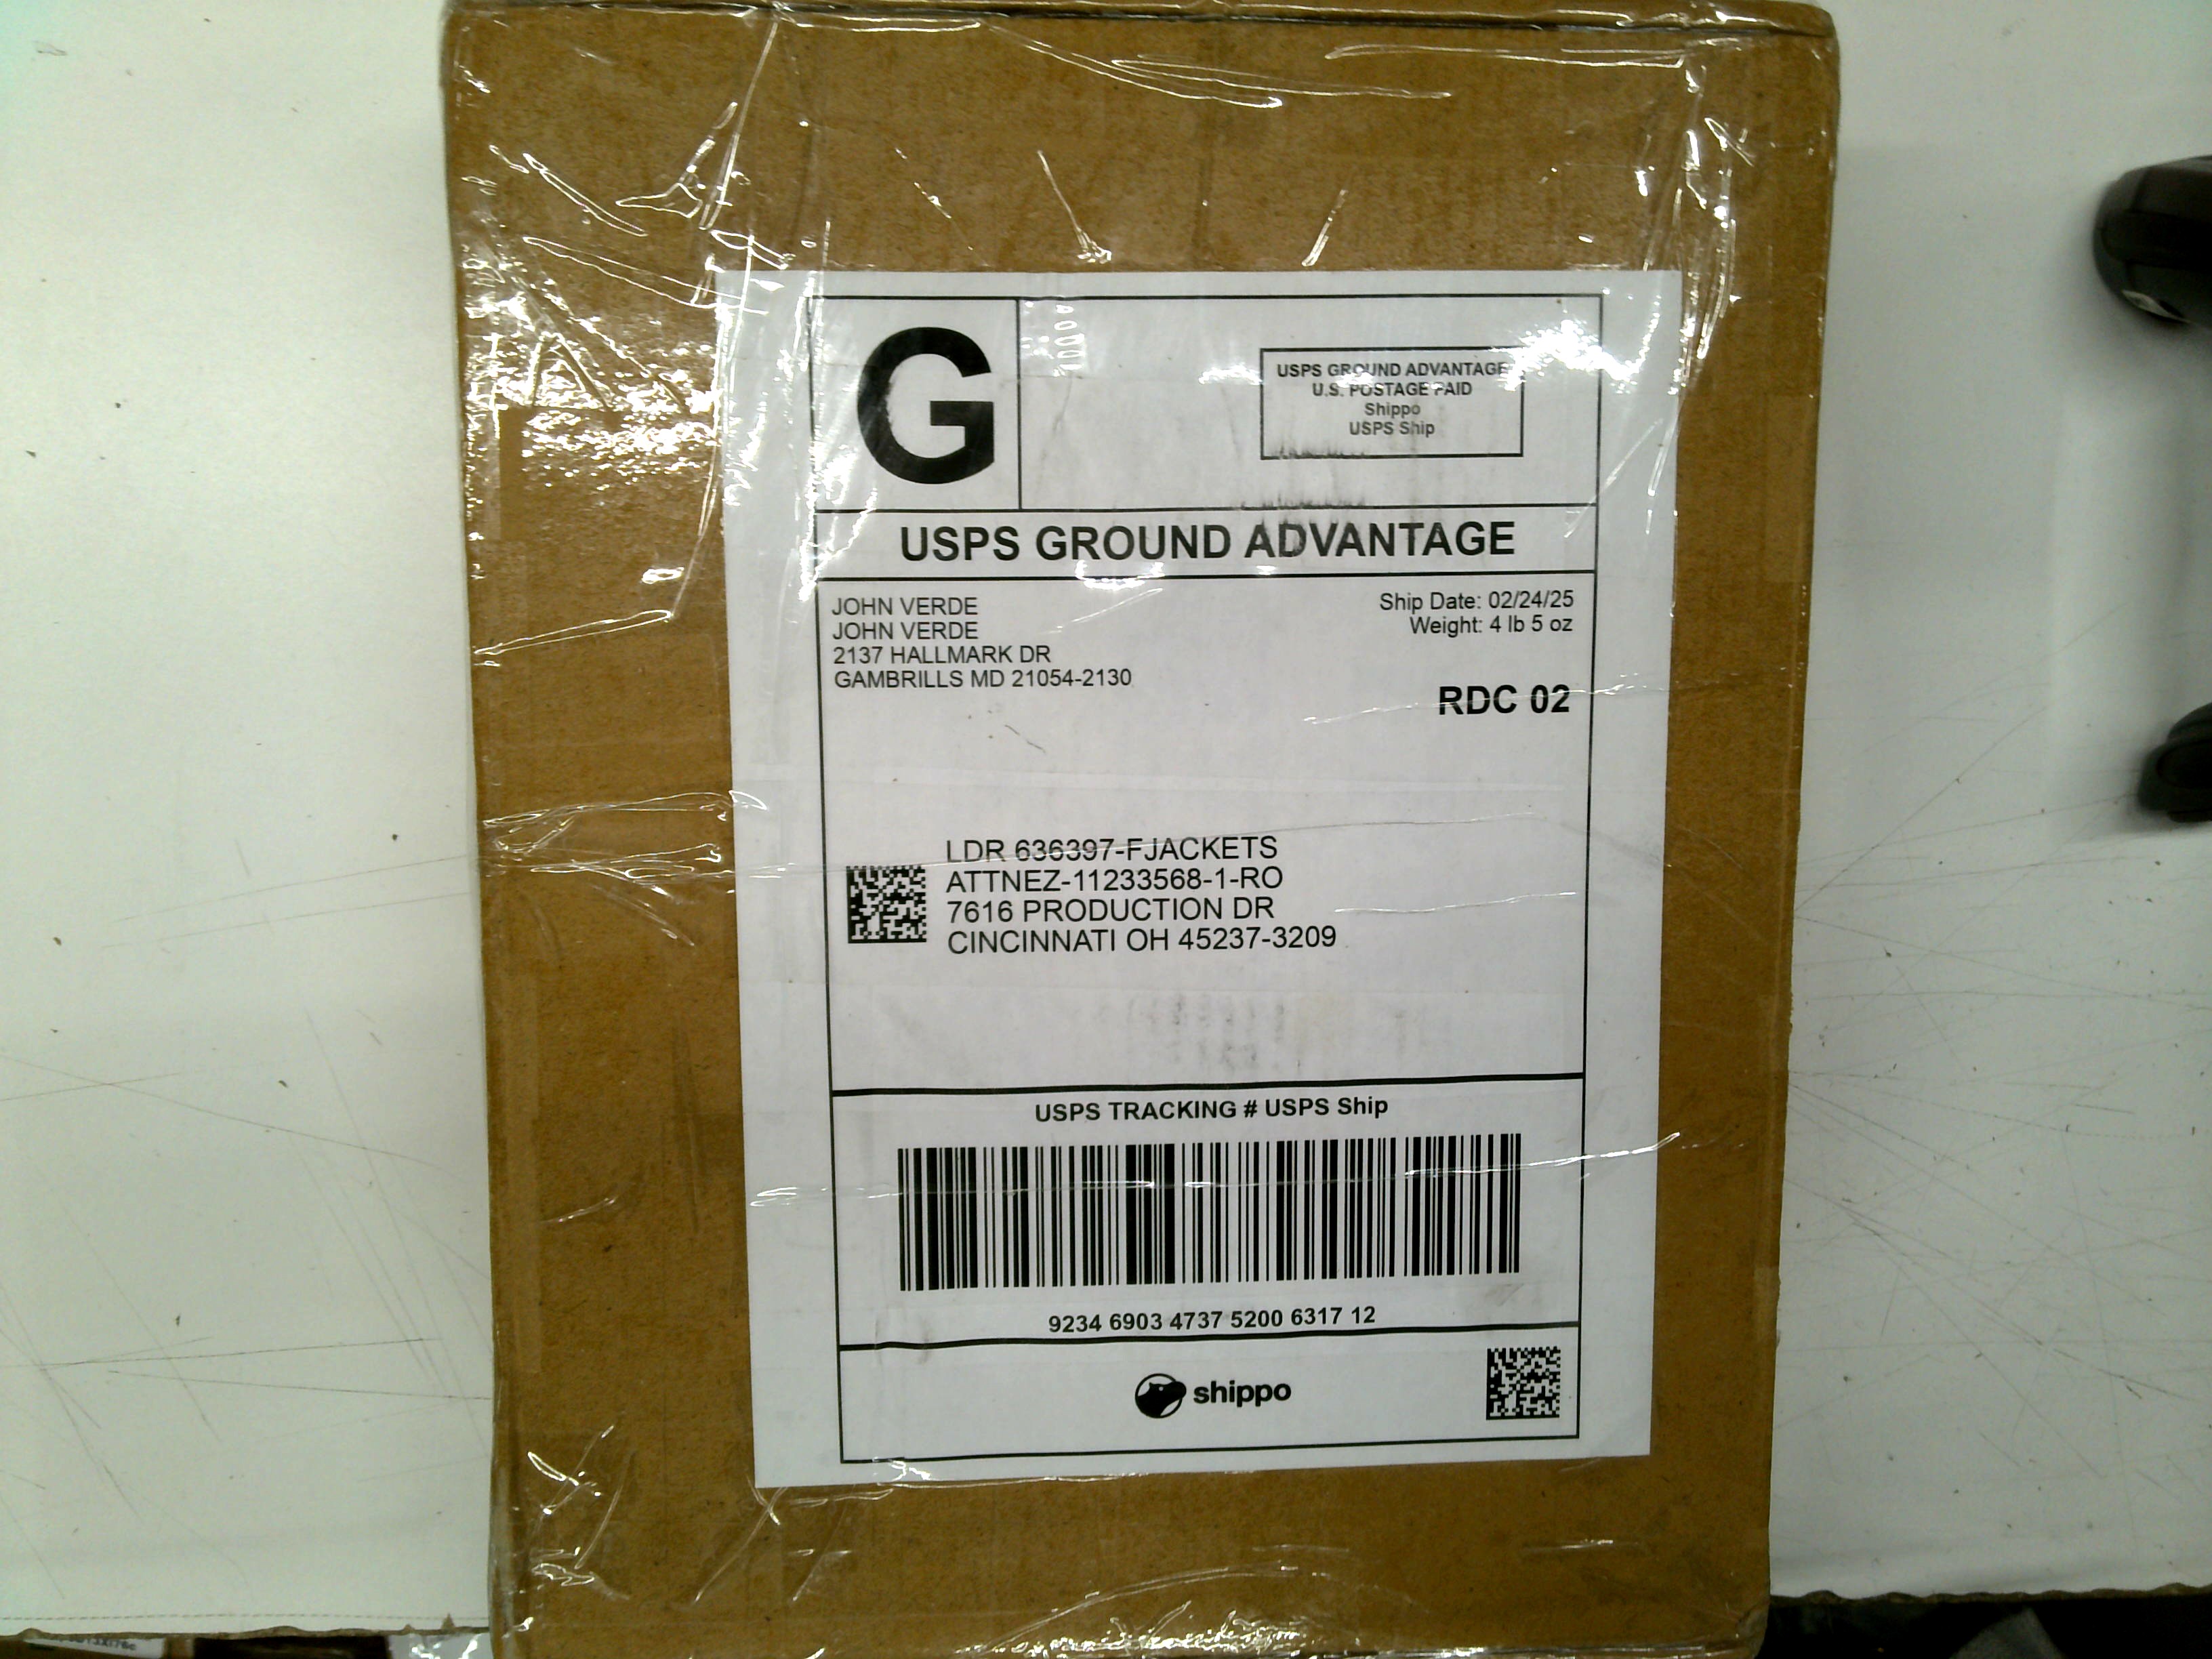 G
USPS GROUND ADVANTAGE
U.S. POSTAGE PAID
Shippo
USPS Ship
USPS GROUND ADVANTAGE
JOHN VERDE
JOHN VERDE
2137 HALLMARK DR
GAMBRILLS MD 21054-2130
Ship Date: 02/24/25
Weight: 4 lb 5 oz
RDC 02
LDR 636397-FJACKETS
ATTNEZ-11233568-1-RO
7616 PRODUCTION DR
CINCINNATI OH 45237-3209
USPS TRACKING # USPS Ship
9234 6903 4737 5200 6317 12
shippo